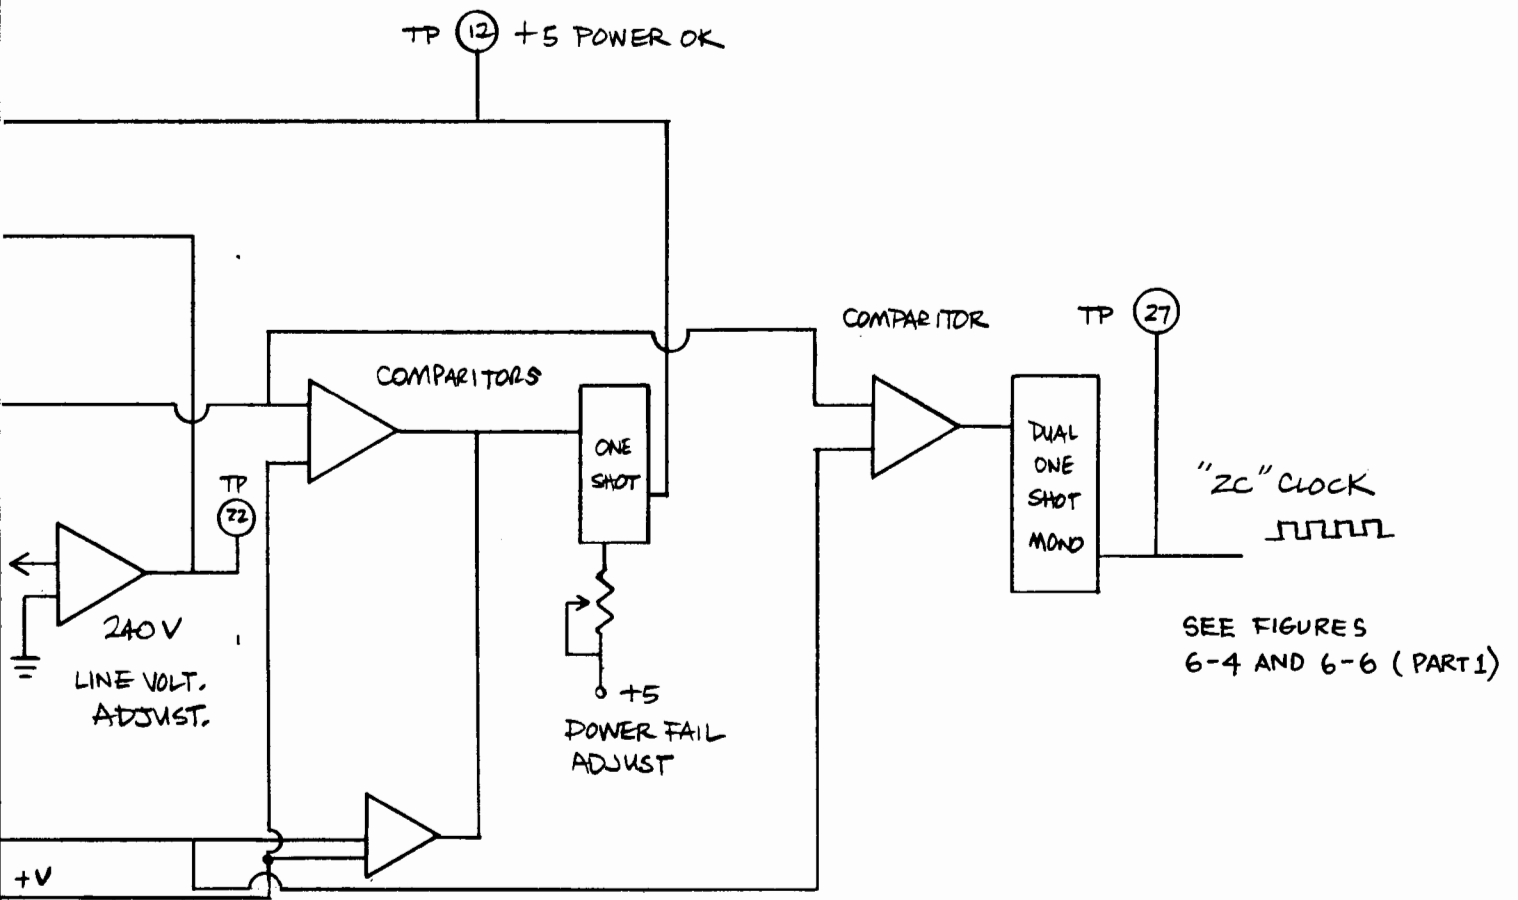 TP 12 +5 POWER OK
COMPARITOR
TP 27
COMPARITORS
ONE
SHOT
DUAL
ONE
SHOT
MONO
"ZC" CLOCK
TP
22
240V
LINE VOLT.
ADJUST.
SEE FIGURES
6-4 AND 6-6 (PART 1)
+5
POWER FAIL
ADJUST
+V